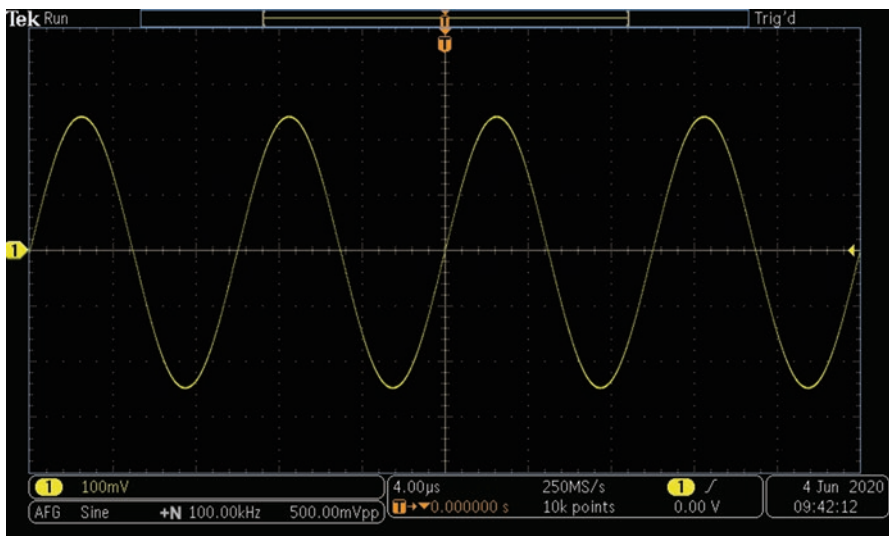 Tek Run Trig'd
T
T
1
1 100mV 4.00µs 250MS/s 1 4 Jun 2020
AFG Sine +N 100.00kHz 500.00mVpp T→▼0.000000 s 10k points 0.00 V 09:42:12